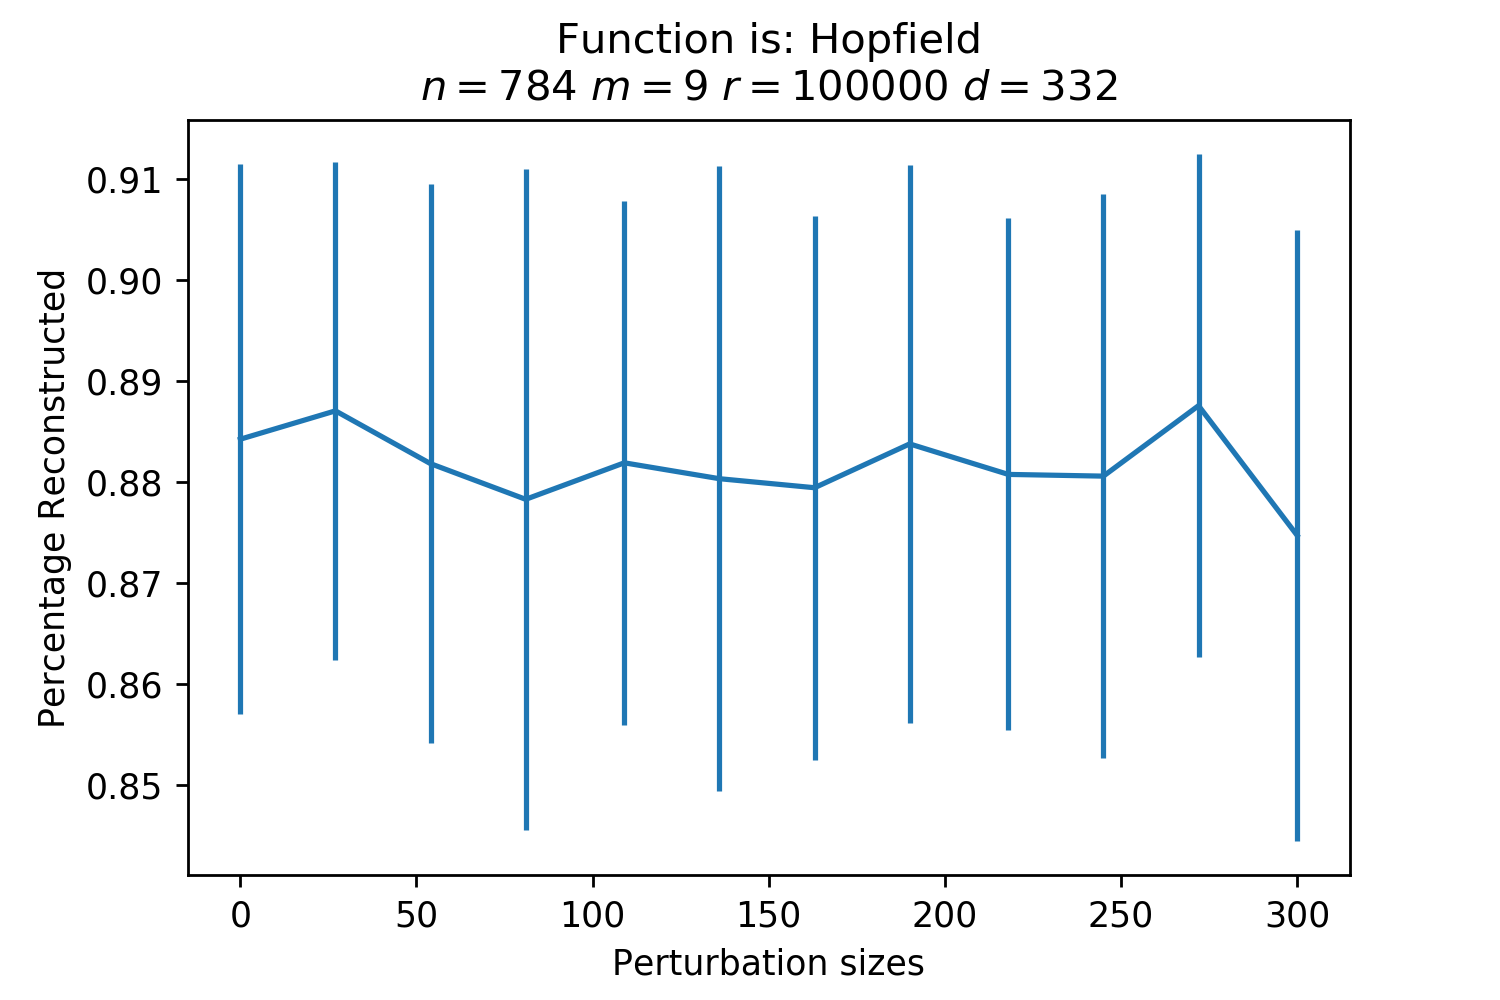 Function is: Hopfield
n = 784 m = 9 r = 100000 d = 332
Percentage Reconstructed
0.91
0.90
0.89
0.88
0.87
0.86
0.85
0 50 100 150 200 250 300
Perturbation sizes